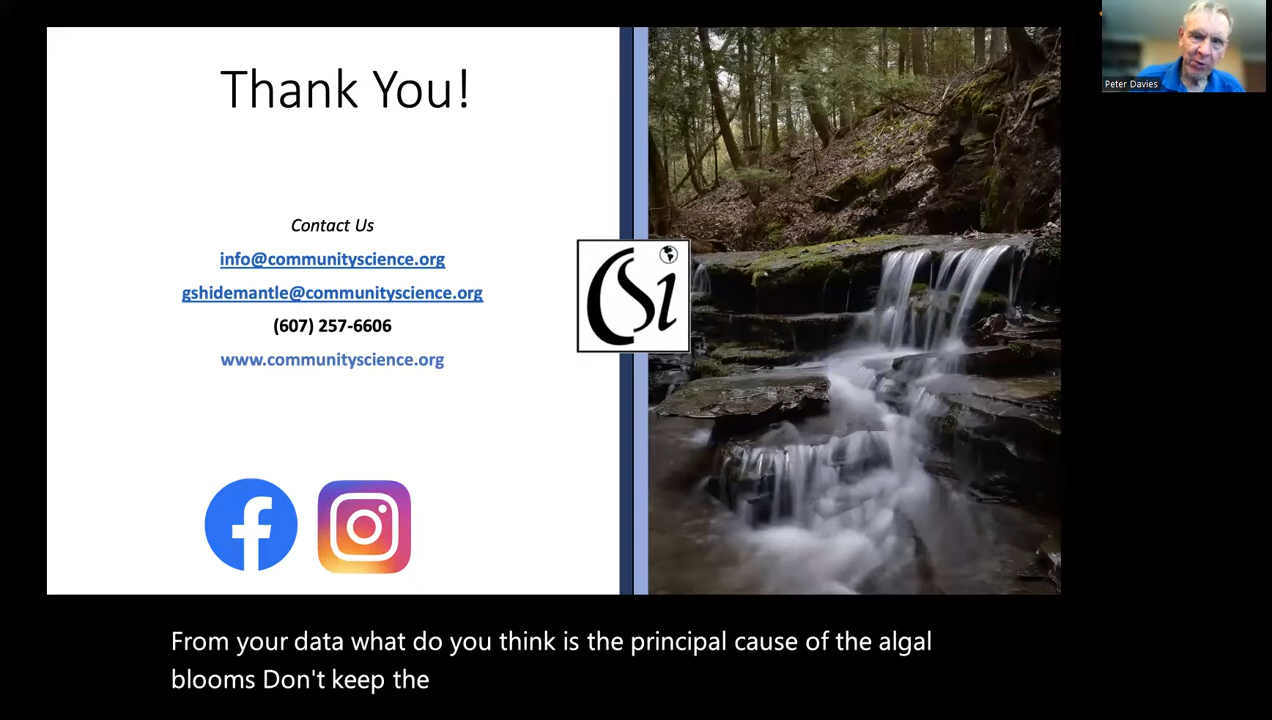 Thank You!
Contact Us
info@communityscience.org
gshidemantle@communityscience.org
(607) 257-6606
www.communityscience.org
CSi
Peter Davies
From your data what do you think is the principal cause of the algal
blooms Don't keep the